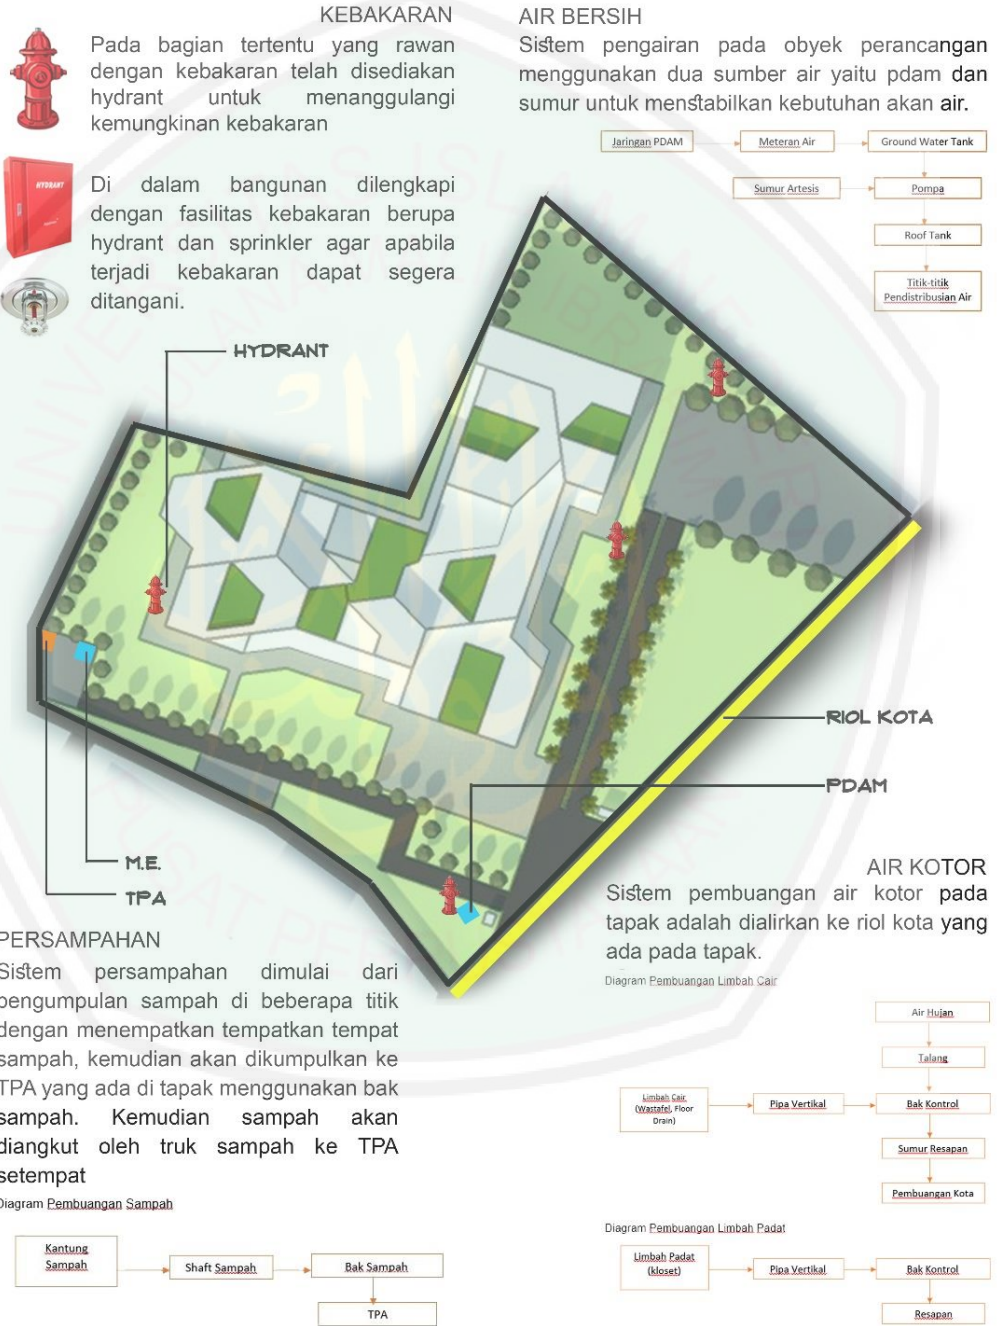 KEBAKARAN
Pada bagian tertentu yang rawan
dengan kebakaran telah disediakan
hydrant untuk menanggulangi
kemungkinan kebakaran
HYDRANT
Di dalam bangunan dilengkapi
dengan fasilitas kebakaran berupa
hydrant dan sprinkler agar apabila
terjadi kebakaran dapat segera
ditangani.
AIR BERSIH
Sistem pengairan pada obyek perancangan
menggunakan dua sumber air yaitu pdam dan
sumur untuk menstabilkan kebutuhan akan air.
Jaringan PDAM
Meteran Air
Ground Water Tank
Sumur Artesis
Pompa
Roof Tank
Titik-titik
Pendistribusian Air
HYDRANT
RIOL KOTA
PDAM
M.E.
TPA
PERSAMPAHAN
Sistem persampahan dimulai dari
pengumpulan sampah di beberapa titik
dengan menempatkan tempatkan tempat
sampah, kemudian akan dikumpulkan ke
TPA yang ada di tapak menggunakan bak
sampah. Kemudian sampah akan
diangkut oleh truk sampah ke TPA
setempat
Diagram Pembuangan Sampah
Kantung
Sampah
Shaft Sampah
Bak Sampah
TPA
AIR KOTOR
Sistem pembuangan air kotor pada
tapak adalah dialirkan ke riol kota yang
ada pada tapak.
Diagram Pembuangan Limbah Cair
Air Hujan
Talang
Limbah Cair
(Wastafel, Floor
Drain)
Pipa Vertikal
Bak Kontrol
Sumur Resapan
Pembuangan Kota
Diagram Pembuangan Limbah Padat
Limbah Padat
(kloset)
Pipa Vertikal
Bak Kontrol
Resapan